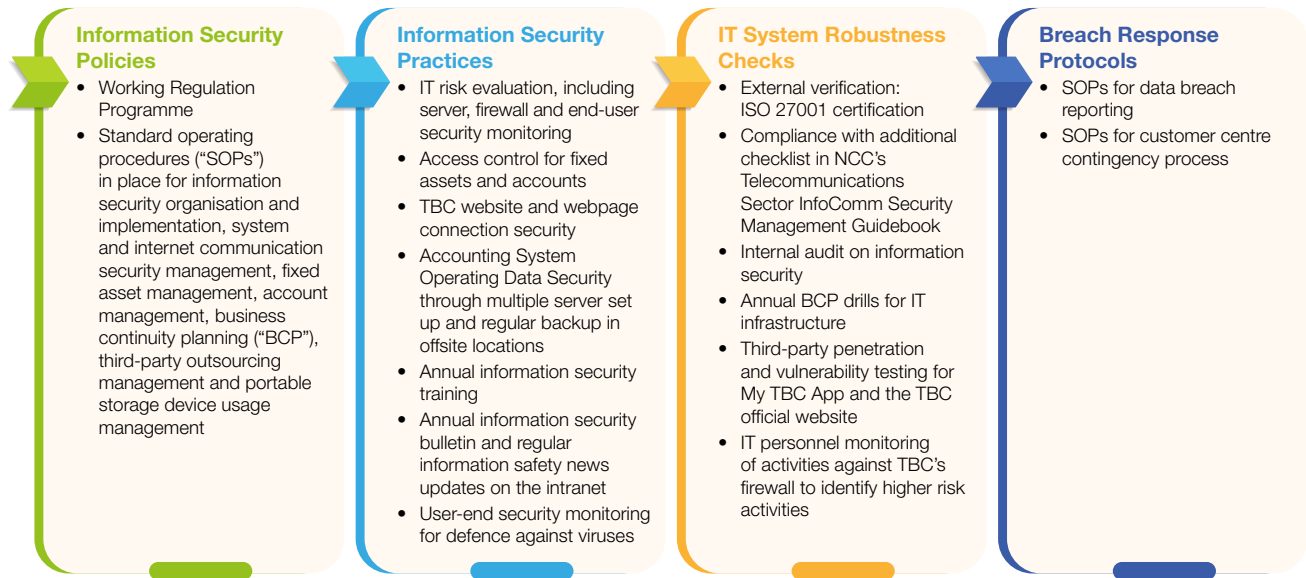 Information Security
Policies
• Working Regulation
Programme
• Standard operating
procedures (“SOPs”)
in place for information
security organisation and
implementation, system
and internet communication
security management, fixed
asset management, account
management, business
continuity planning (“BCP”),
third-party outsourcing
management and portable
storage device usage
management
Information Security
Practices
• IT risk evaluation, including
server, firewall and end-user
security monitoring
• Access control for fixed
assets and accounts
• TBC website and webpage
connection security
• Accounting System
Operating Data Security
through multiple server set
up and regular backup in
offsite locations
• Annual information security
training
• Annual information security
bulletin and regular
information safety news
updates on the intranet
• User-end security monitoring
for defence against viruses
IT System Robustness
Checks
• External verification:
ISO 27001 certification
• Compliance with additional
checklist in NCC’s
Telecommunications
Sector InfoComm Security
Management Guidebook
• Internal audit on information
security
• Annual BCP drills for IT
infrastructure
• Third-party penetration
and vulnerability testing for
My TBC App and the TBC
official website
• IT personnel monitoring
of activities against TBC’s
firewall to identify higher risk
activities
Breach Response
Protocols
• SOPs for data breach
reporting
• SOPs for customer centre
contingency process